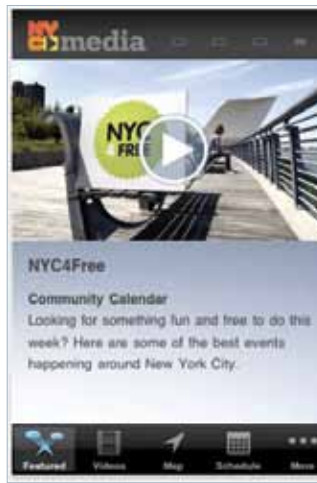 NYC media
NYC
4 FREE
NYC4Free
Community Calendar
Looking for something fun and free to do this
week? Here are some of the best events
happening around New York City.
Featured Videos Map Schedule More